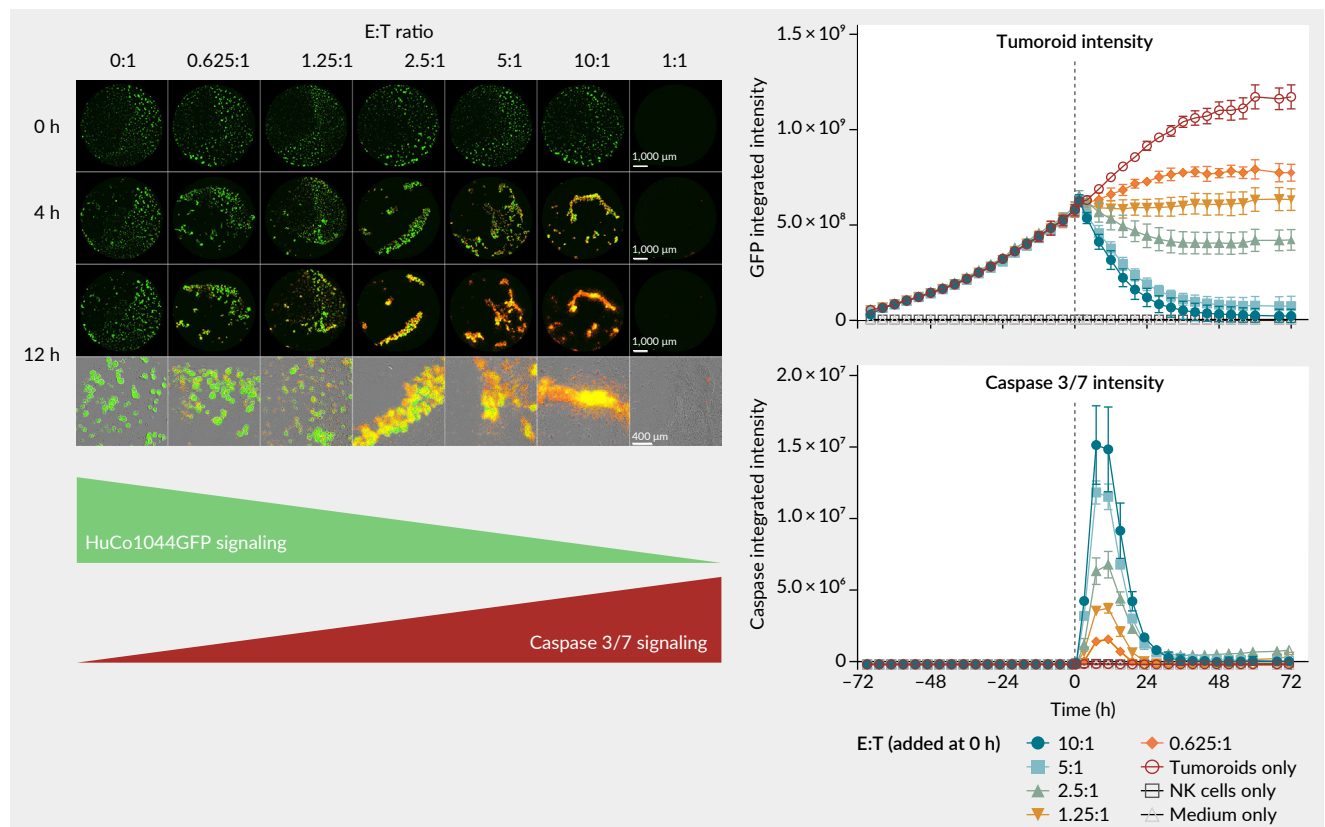 E:T ratio
0:1 0.625:1 1.25:1 2.5:1 5:1 10:1 1:1
0 h
1,000 µm
4 h
1,000 µm
1,000 µm
12 h
400 µm
HuCo1044GFP signaling
Caspase 3/7 signaling
Tumoroid intensity
GFP integrated intensity
1.5 × 10⁹
1.0 × 10⁹
5.0 × 10⁸
0
Caspase 3/7 intensity
Caspase integrated intensity
2.0 × 10⁷
1.5 × 10⁷
1.0 × 10⁷
5.0 × 10⁶
0
−72 −48 −24 0 24 48 72
Time (h)
E:T (added at 0 h)
10:1
5:1
2.5:1
1.25:1
0.625:1
Tumoroids only
NK cells only
Medium only